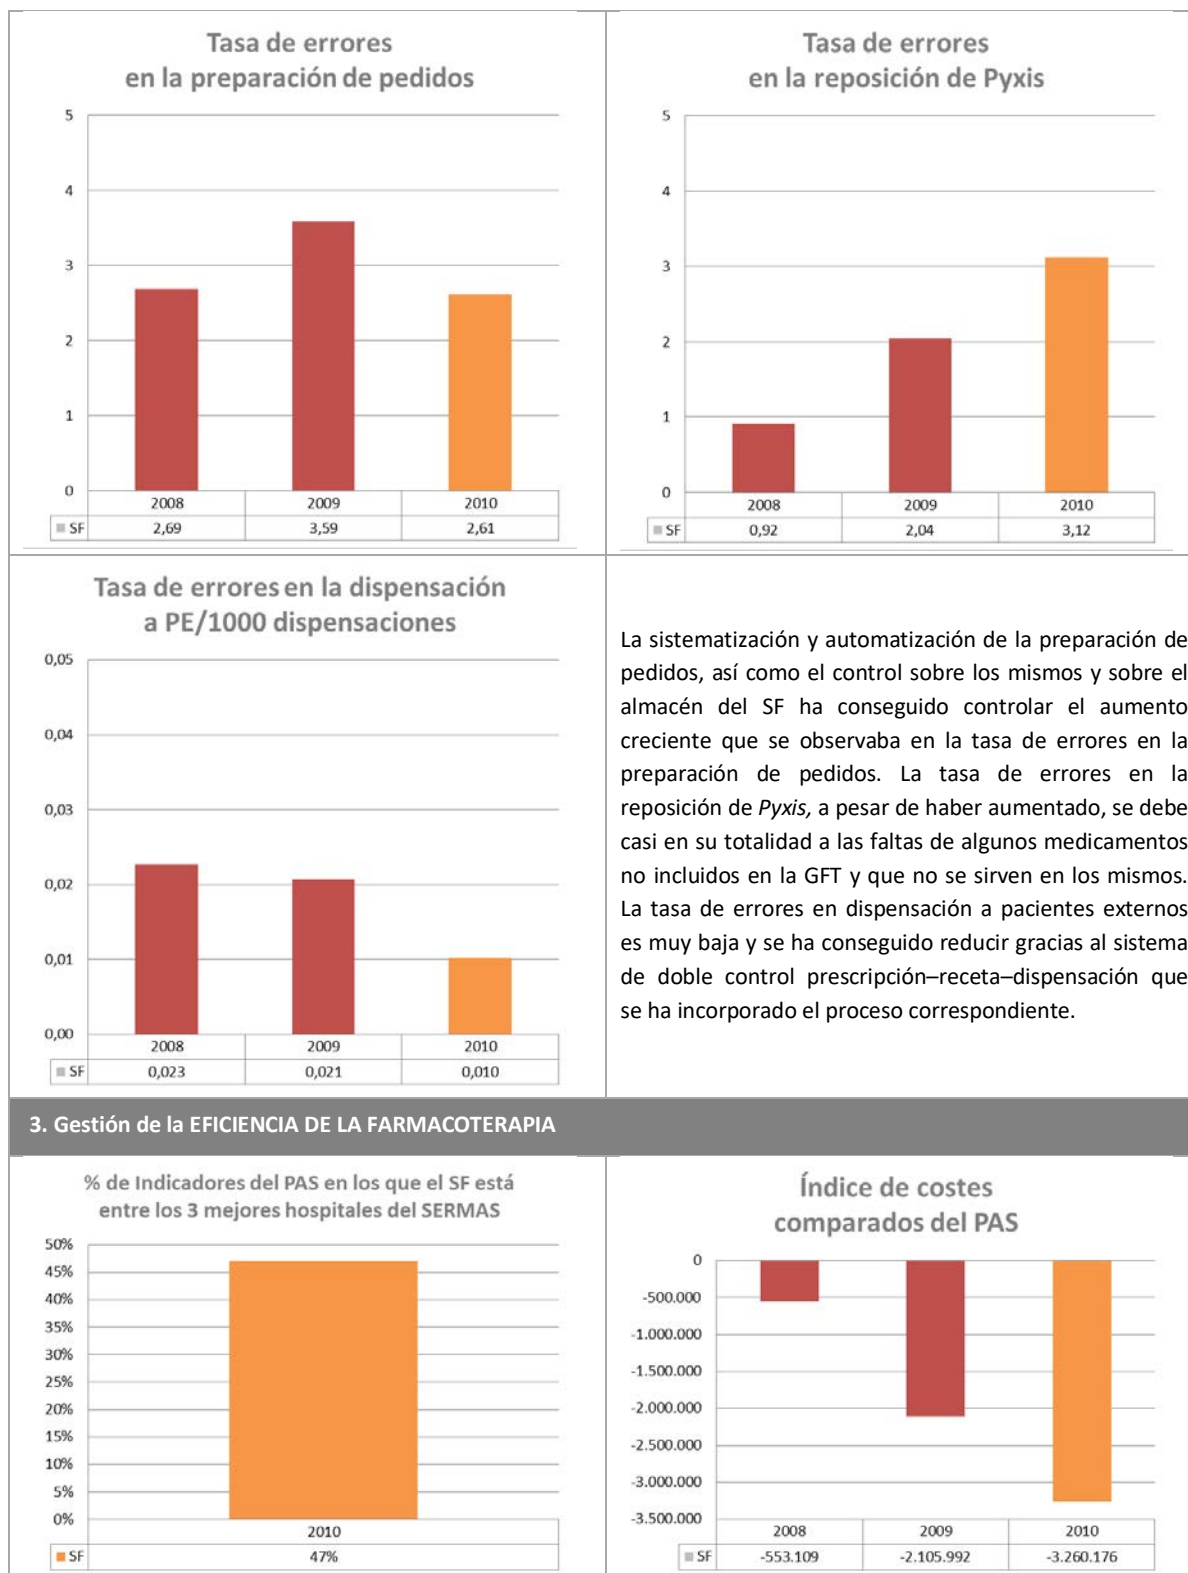 Tasa de errores
en la preparación de pedidos
5
4
3
2
1
0
2008 2009 2010
SF 2,69 3,59 2,61
Tasa de errores
en la reposición de Pyxis
5
4
3
2
1
0
2008 2009 2010
SF 0,92 2,04 3,12
Tasa de errores en la dispensación
a PE/1000 dispensaciones
0,05
0,04
0,03
0,02
0,01
0,00
2008 2009 2010
SF 0,023 0,021 0,010
La sistematización y automatización de la preparación de
pedidos, así como el control sobre los mismos y sobre el
almacén del SF ha conseguido controlar el aumento
creciente que se observaba en la tasa de errores en la
preparación de pedidos. La tasa de errores en la
reposición de Pyxis, a pesar de haber aumentado, se debe
casi en su totalidad a las faltas de algunos medicamentos
no incluidos en la GFT y que no se sirven en los mismos.
La tasa de errores en dispensación a pacientes externos
es muy baja y se ha conseguido reducir gracias al sistema
de doble control prescripción–receta–dispensación que
se ha incorporado el proceso correspondiente.
3. Gestión de la EFICIENCIA DE LA FARMACOTERAPIA
% de Indicadores del PAS en los que el SF está
entre los 3 mejores hospitales del SERMAS
50%
45%
40%
35%
30%
25%
20%
15%
10%
5%
0%
2010
SF 47%
Índice de costes
comparados del PAS
0
-500.000
-1.000.000
-1.500.000
-2.000.000
-2.500.000
-3.000.000
-3.500.000
2008 2009 2010
SF -553.109 -2.105.992 -3.260.176